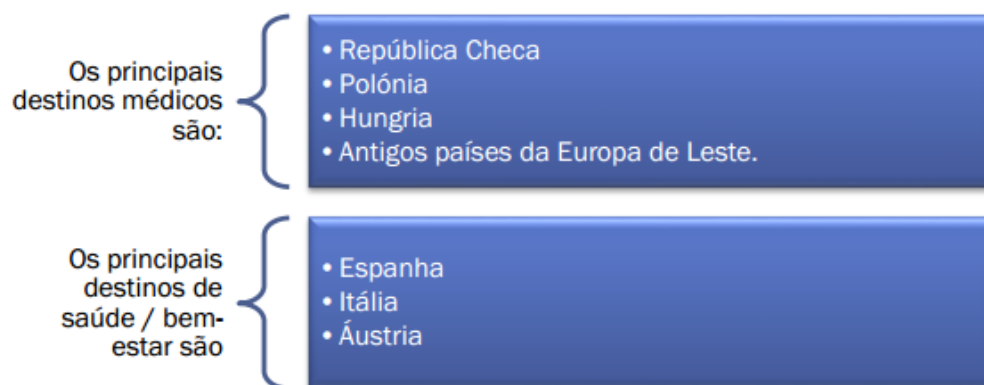 Os principais
destinos médicos
são:
• República Checa
• Polónia
• Hungria
• Antigos países da Europa de Leste.
Os principais
destinos de
saúde / bem-
estar são
• Espanha
• Itália
• Áustria